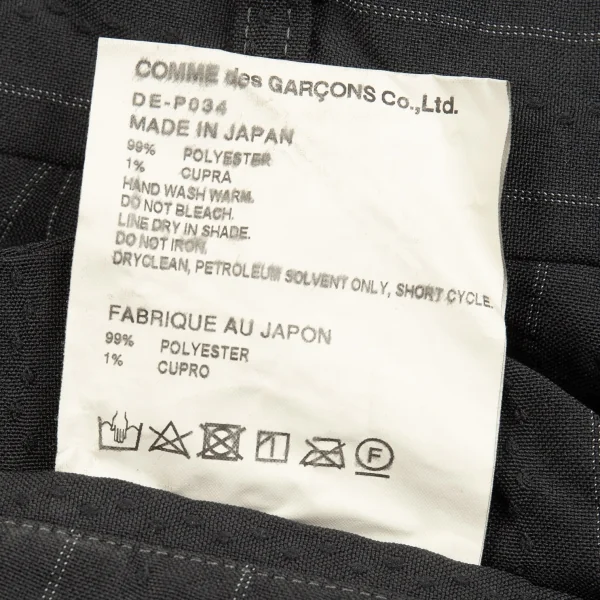 COMME des GARÇONS Co.,Ltd.
DE-P034
MADE IN JAPAN
99% POLYESTER
1% CUPRA
HAND WASH WARM.
DO NOT BLEACH.
LINE DRY IN SHADE.
DO NOT IRON.
DRYCLEAN, PETROLEUM SOLVENT ONLY, SHORT CYCLE.
FABRIQUE AU JAPON
99% POLYESTER
1% CUPRO
F